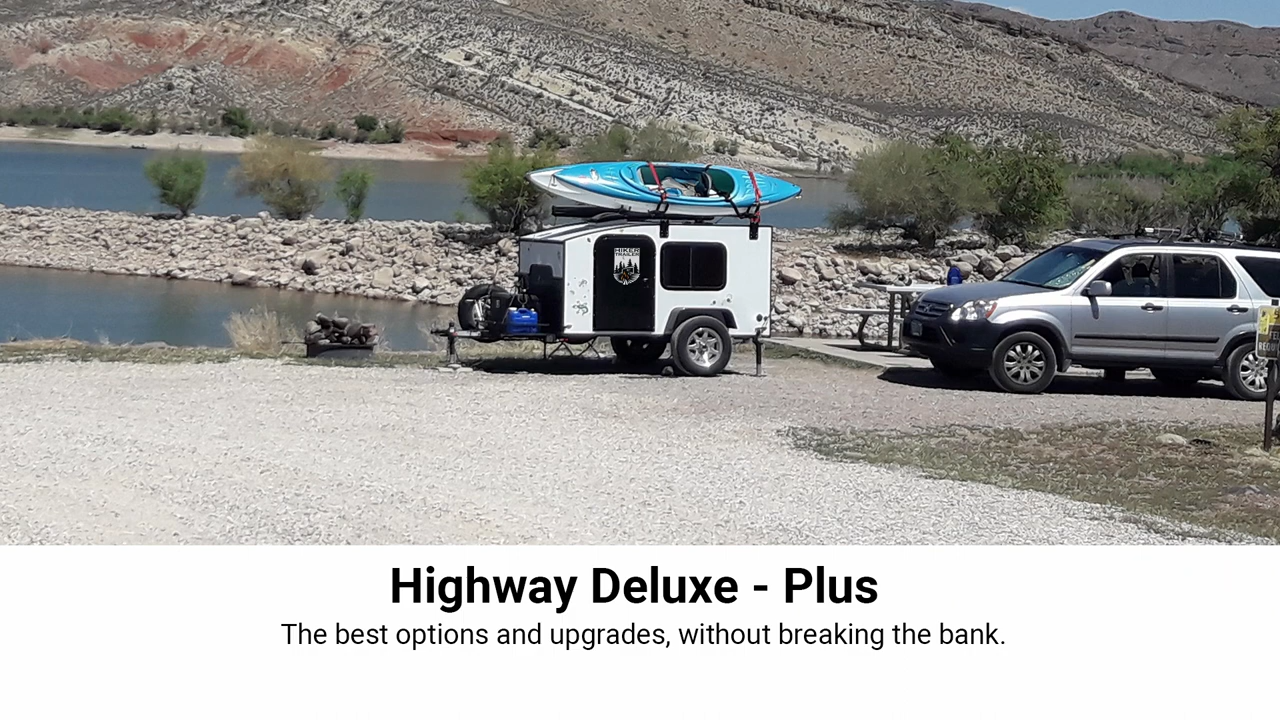 HIKER
TRAILER
Highway Deluxe - Plus
The best options and upgrades, without breaking the bank.